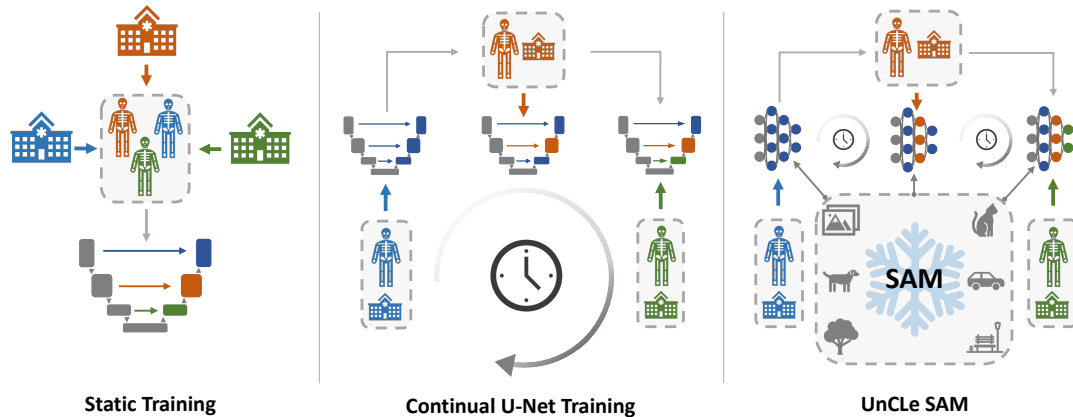 SAM
Static Training
Continual U-Net Training
UnCLe SAM